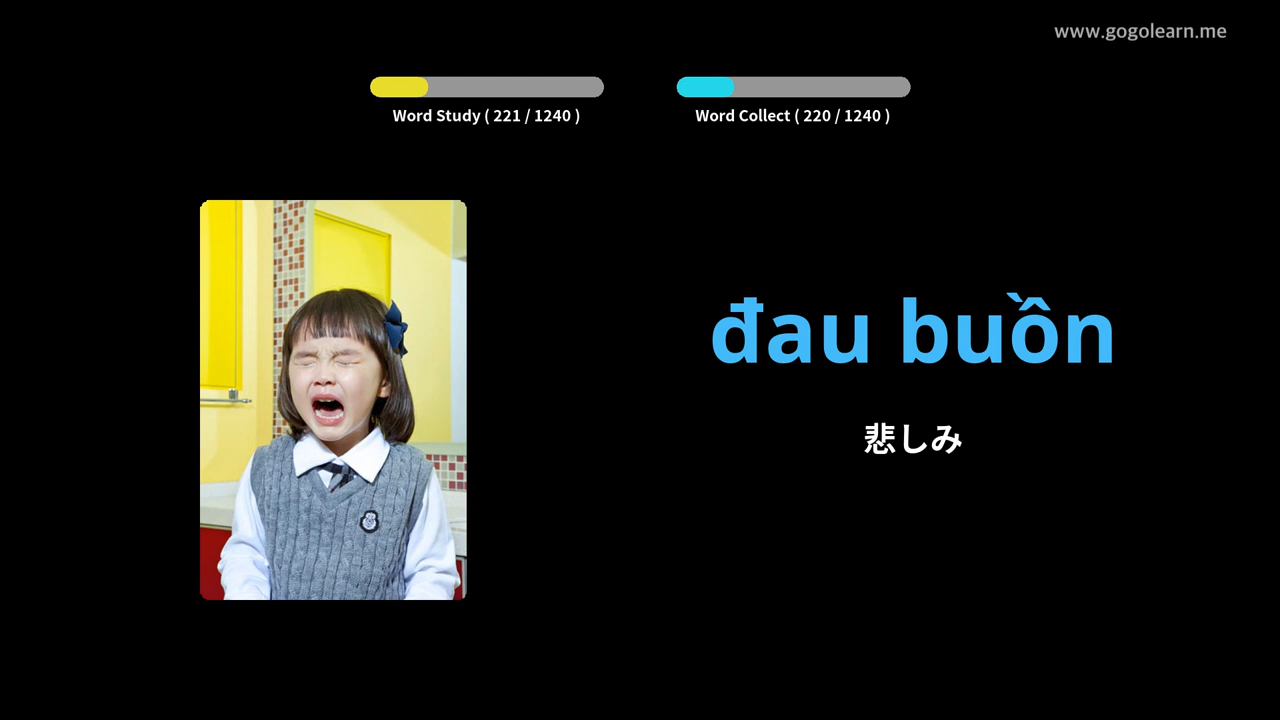 www.gogolearn.me
Word Study ( 221 / 1240 )
Word Collect ( 220 / 1240 )
đau buồn
悲しみ